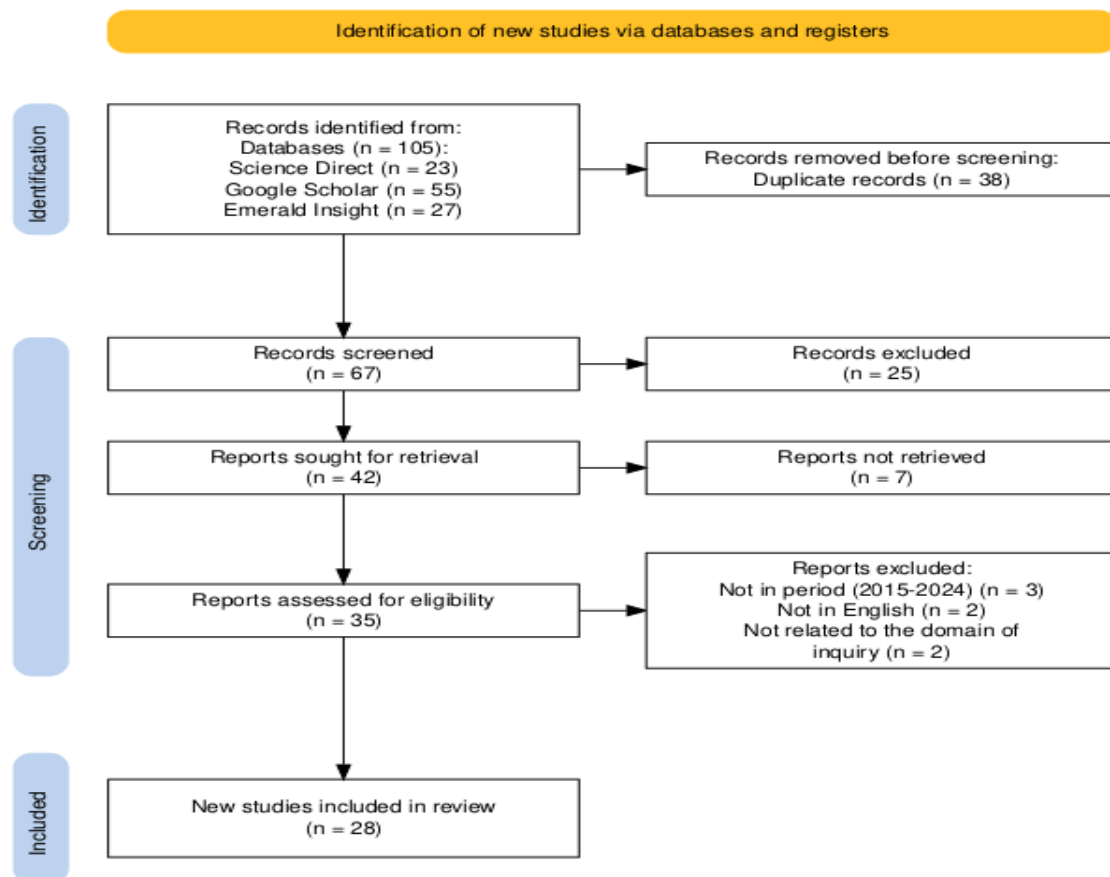 Identification of new studies via databases and registers
Identification
Records identified from:
Databases (n = 105):
Science Direct (n = 23)
Google Scholar (n = 55)
Emerald Insight (n = 27)
Records removed before screening:
Duplicate records (n = 38)
Screening
Records screened
(n = 67)
Records excluded
(n = 25)
Reports sought for retrieval
(n = 42)
Reports not retrieved
(n = 7)
Reports assessed for eligibility
(n = 35)
Reports excluded:
Not in period (2015-2024) (n = 3)
Not in English (n = 2)
Not related to the domain of
inquiry (n = 2)
Included
New studies included in review
(n = 28)